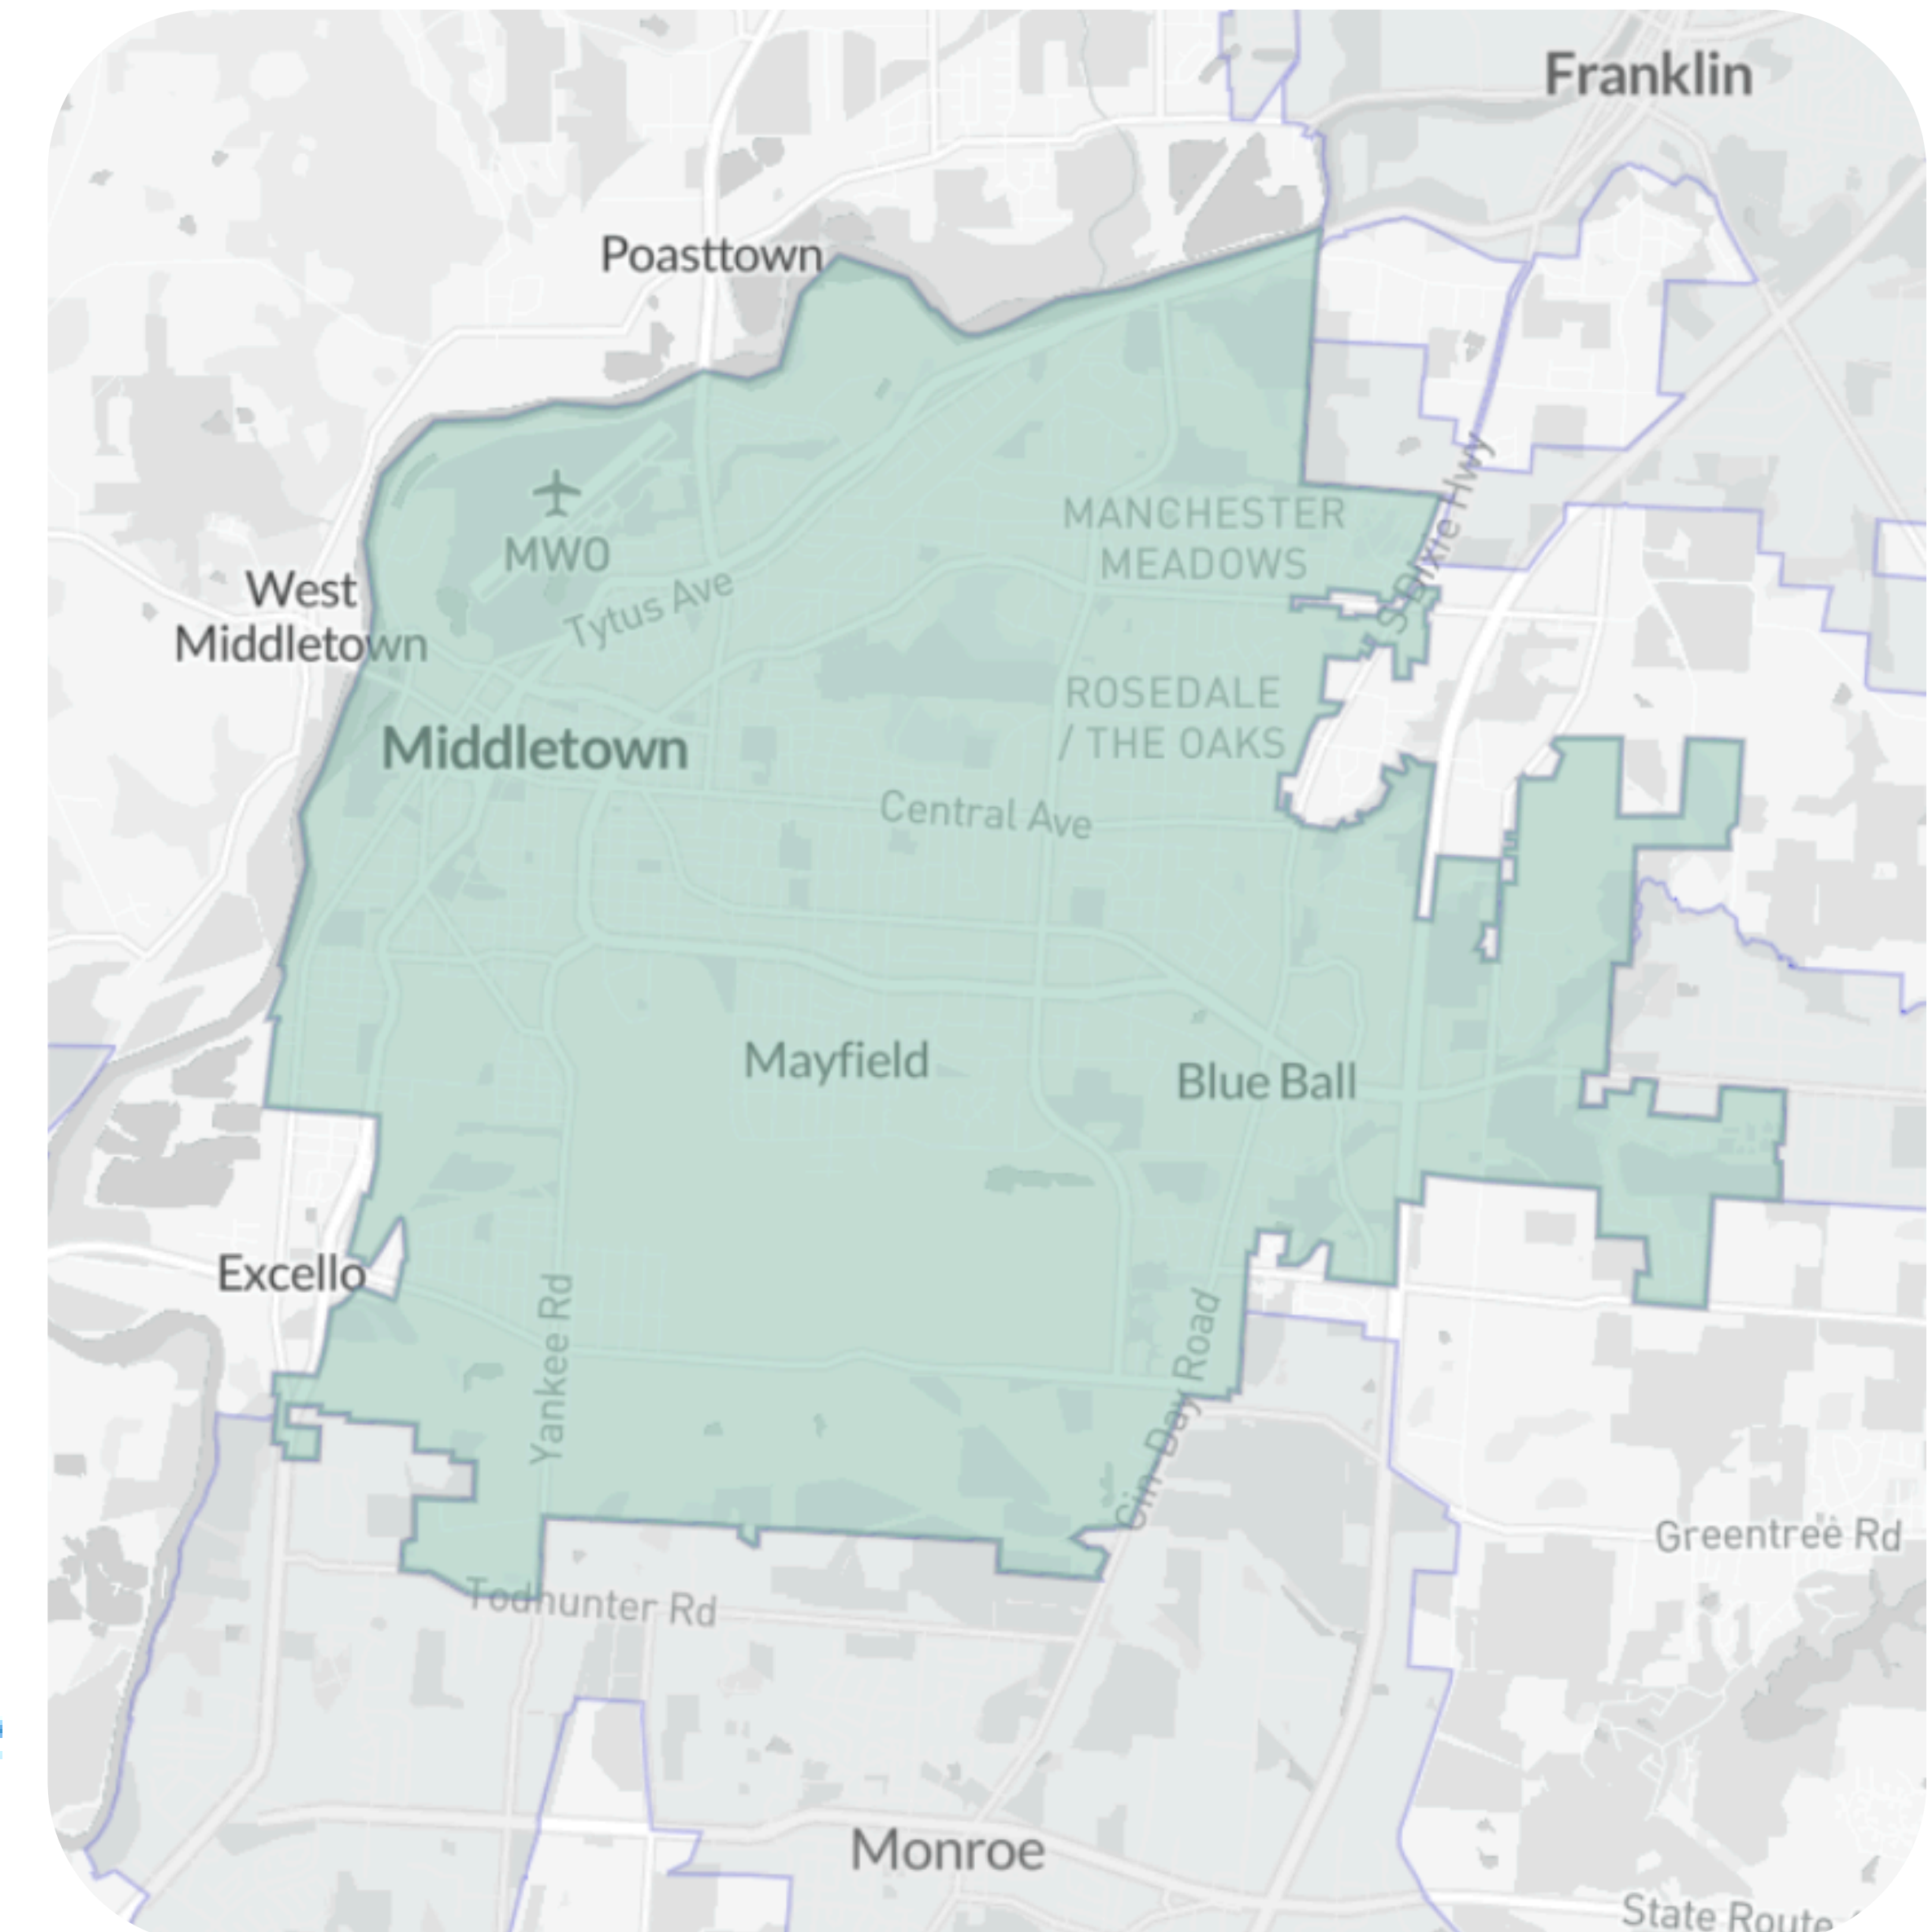 Franklin
Poasttown
MANCHESTER
MEADOWS
S Dixie Hwy
MWO
Tytus Ave
West
Middletown
ROSEDALE
/ THE OAKS
Middletown
Central Ave
Mayfield
Blue Ball
Excello
Yankee Rd
Cin-Day Road
Greentree Rd
Todhunter Rd
Monroe
State Route